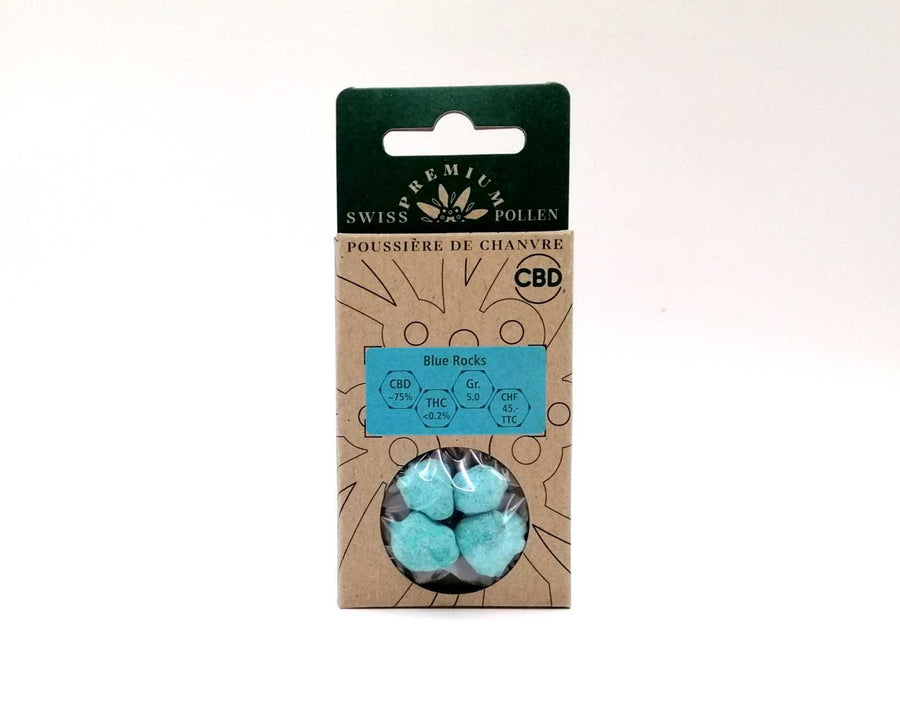 PREMIUM
SWISS POLLEN
POUSSIÈRE DE CHANVRE
CBD
Blue Rocks
CBD
~75%
THC
<0.2%
Gr.
5.0
CHF
45.-
TTC